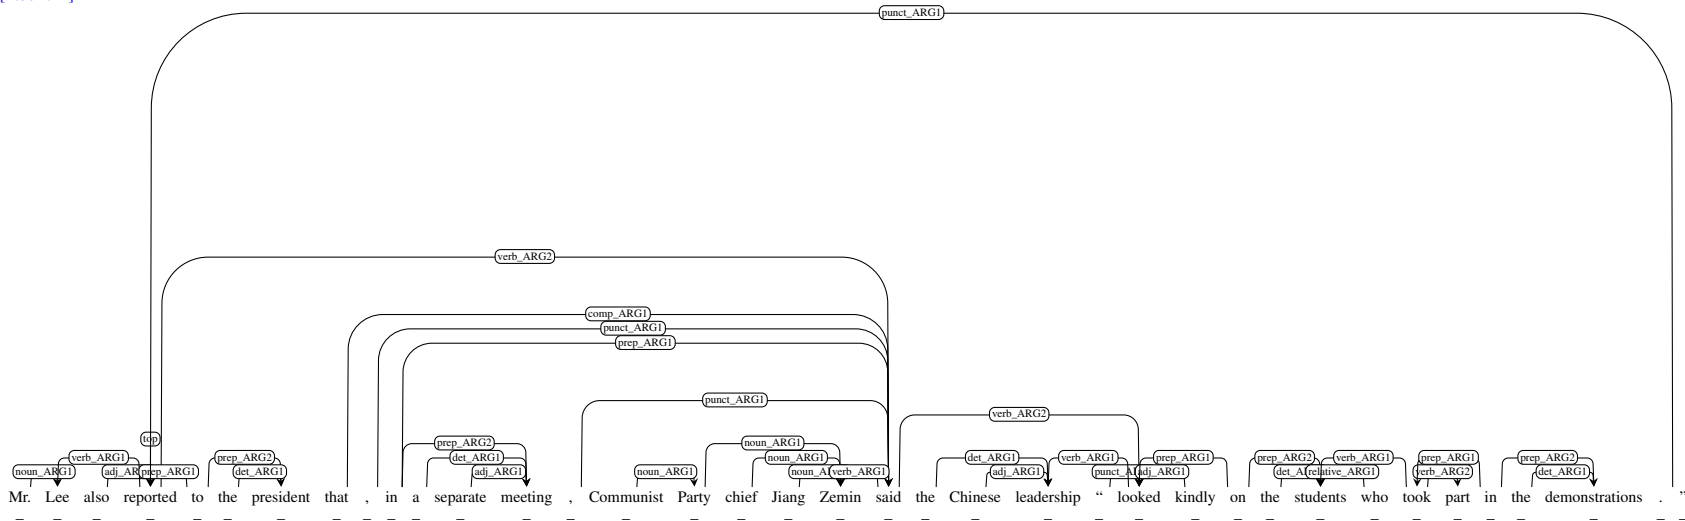 punct_ARG1
verb_ARG2
comp_ARG1
punct_ARG1
prep_ARG1
punct_ARG1
verb_ARG2
top prep_ARG2 noun_ARG1
verb_ARG1 prep_ARG2 det_ARG1 noun_ARG1 det_ARG1 verb_ARG1 prep_ARG1 prep_ARG2 verb_ARG1 prep_ARG1 prep_ARG2
noun_ARG1 prep_ARG1 det_ARG1 adj_ARG1 noun_ARG1 verb_ARG1 adj_ARG1 adj_ARG1 relative_ARG1 verb_ARG2 det_ARG1
Mr. Lee also reported to the president that , in a separate meeting , Communist Party chief Jiang Zemin said the Chinese leadership “ looked kindly on the students who took part in the demonstrations . ”